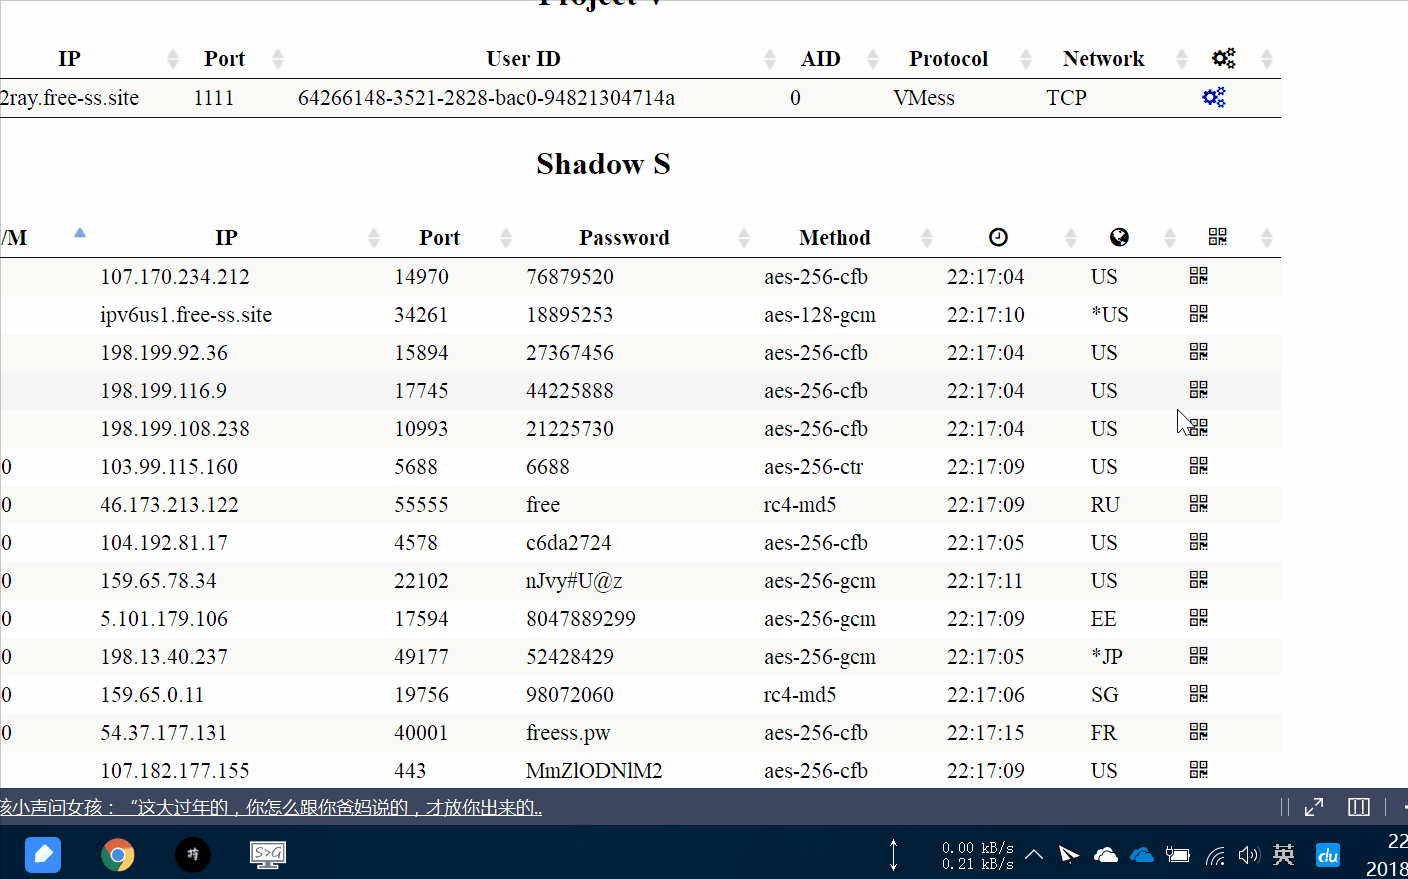 Project V
IP Port User ID AID Protocol Network
2ray.free-ss.site 1111 64266148-3521-2828-bac0-94821304714a 0 VMess TCP
Shadow S
/M IP Port Password Method
107.170.234.212 14970 76879520 aes-256-cfb 22:17:04 US
ipv6us1.free-ss.site 34261 18895253 aes-128-gcm 22:17:10 *US
198.199.92.36 15894 27367456 aes-256-cfb 22:17:04 US
198.199.116.9 17745 44225888 aes-256-cfb 22:17:04 US
198.199.108.238 10993 21225730 aes-256-cfb 22:17:04 US
0 103.99.115.160 5688 6688 aes-256-ctr 22:17:09 US
0 46.173.213.122 55555 free rc4-md5 22:17:09 RU
0 104.192.81.17 4578 c6da2724 aes-256-cfb 22:17:05 US
0 159.65.78.34 22102 nJvy#U@z aes-256-gcm 22:17:11 US
0 5.101.179.106 17594 8047889299 aes-256-gcm 22:17:09 EE
0 198.13.40.237 49177 52428429 aes-256-gcm 22:17:05 *JP
0 159.65.0.11 19756 98072060 rc4-md5 22:17:06 SG
0 54.37.177.131 40001 freess.pw aes-256-cfb 22:17:15 FR
107.182.177.155 443 MmZlODNlM2 aes-256-cfb 22:17:09 US
孩小声问女孩：“这大过年的，你怎么跟你爸妈说的，才放你出来的..
S>G 0.00 kB/s 英 du 22
0.21 kB/s 2018